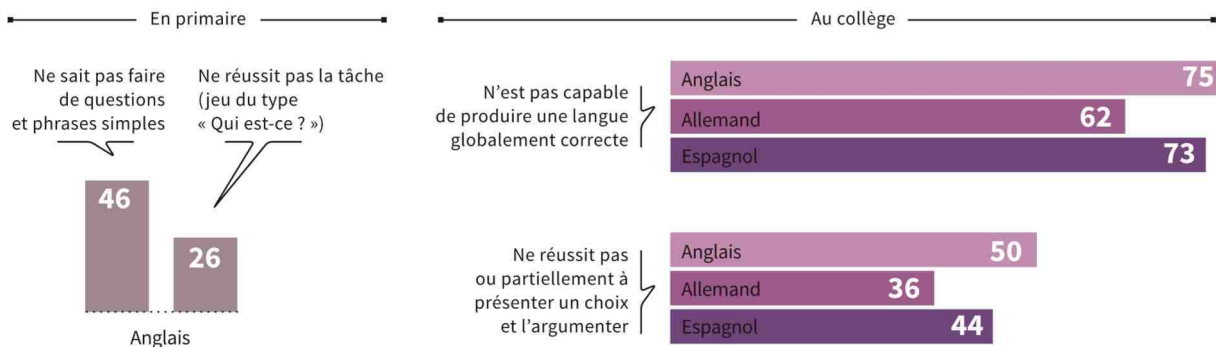 En primaire
Ne sait pas faire
de questions
et phrases simples
Ne réussit pas la tâche
(jeu du type
« Qui est-ce ? »)
46
26
Anglais
Au collège
N'est pas capable
de produire une langue
globalement correcte
Anglais 75
Allemand 62
Espagnol 73
Ne réussit pas
ou partiellement à
présenter un choix
et l'argumenter
Anglais 50
Allemand 36
Espagnol 44